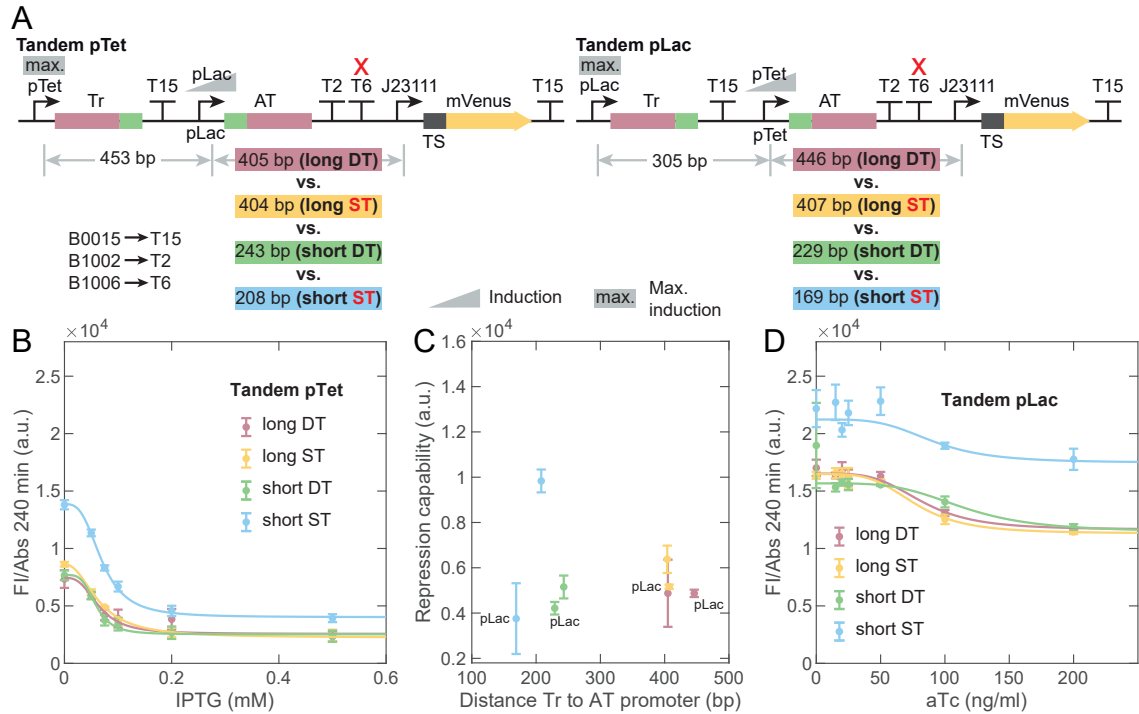 A
Tandem pTet
max.
pTet
Tr
T15
pLac
pLac
AT
T2
X
T6
J23111
mVenus
TS
T15
453 bp
405 bp (long DT)
vs.
404 bp (long ST)
vs.
243 bp (short DT)
vs.
208 bp (short ST)
B0015 → T15
B1002 → T2
B1006 → T6
Tandem pLac
max.
pLac
Tr
T15
pTet
pTet
AT
T2
X
T6
J23111
mVenus
TS
T15
305 bp
446 bp (long DT)
vs.
407 bp (long ST)
vs.
229 bp (short DT)
vs.
169 bp (short ST)
Induction
max.
Max.
induction
B
×10⁴
Tandem pTet
long DT
long ST
short DT
short ST
FI/Abs 240 min (a.u.)
2.5
2
1.5
1
0.5
0
0
0.2
0.4
0.6
IPTG (mM)
C
×10⁴
Repression capability (a.u.)
1.4
1.2
1
0.8
0.6
0.4
0.2
pLac
pLac
pLac
pLac
0
100
200
300
400
500
Distance Tr to AT promoter (bp)
D
×10⁴
Tandem pLac
FI/Abs 240 min (a.u.)
2.5
2
1.5
1
0.5
0
long DT
long ST
short DT
short ST
0
50
100
150
200
aTc (ng/ml)